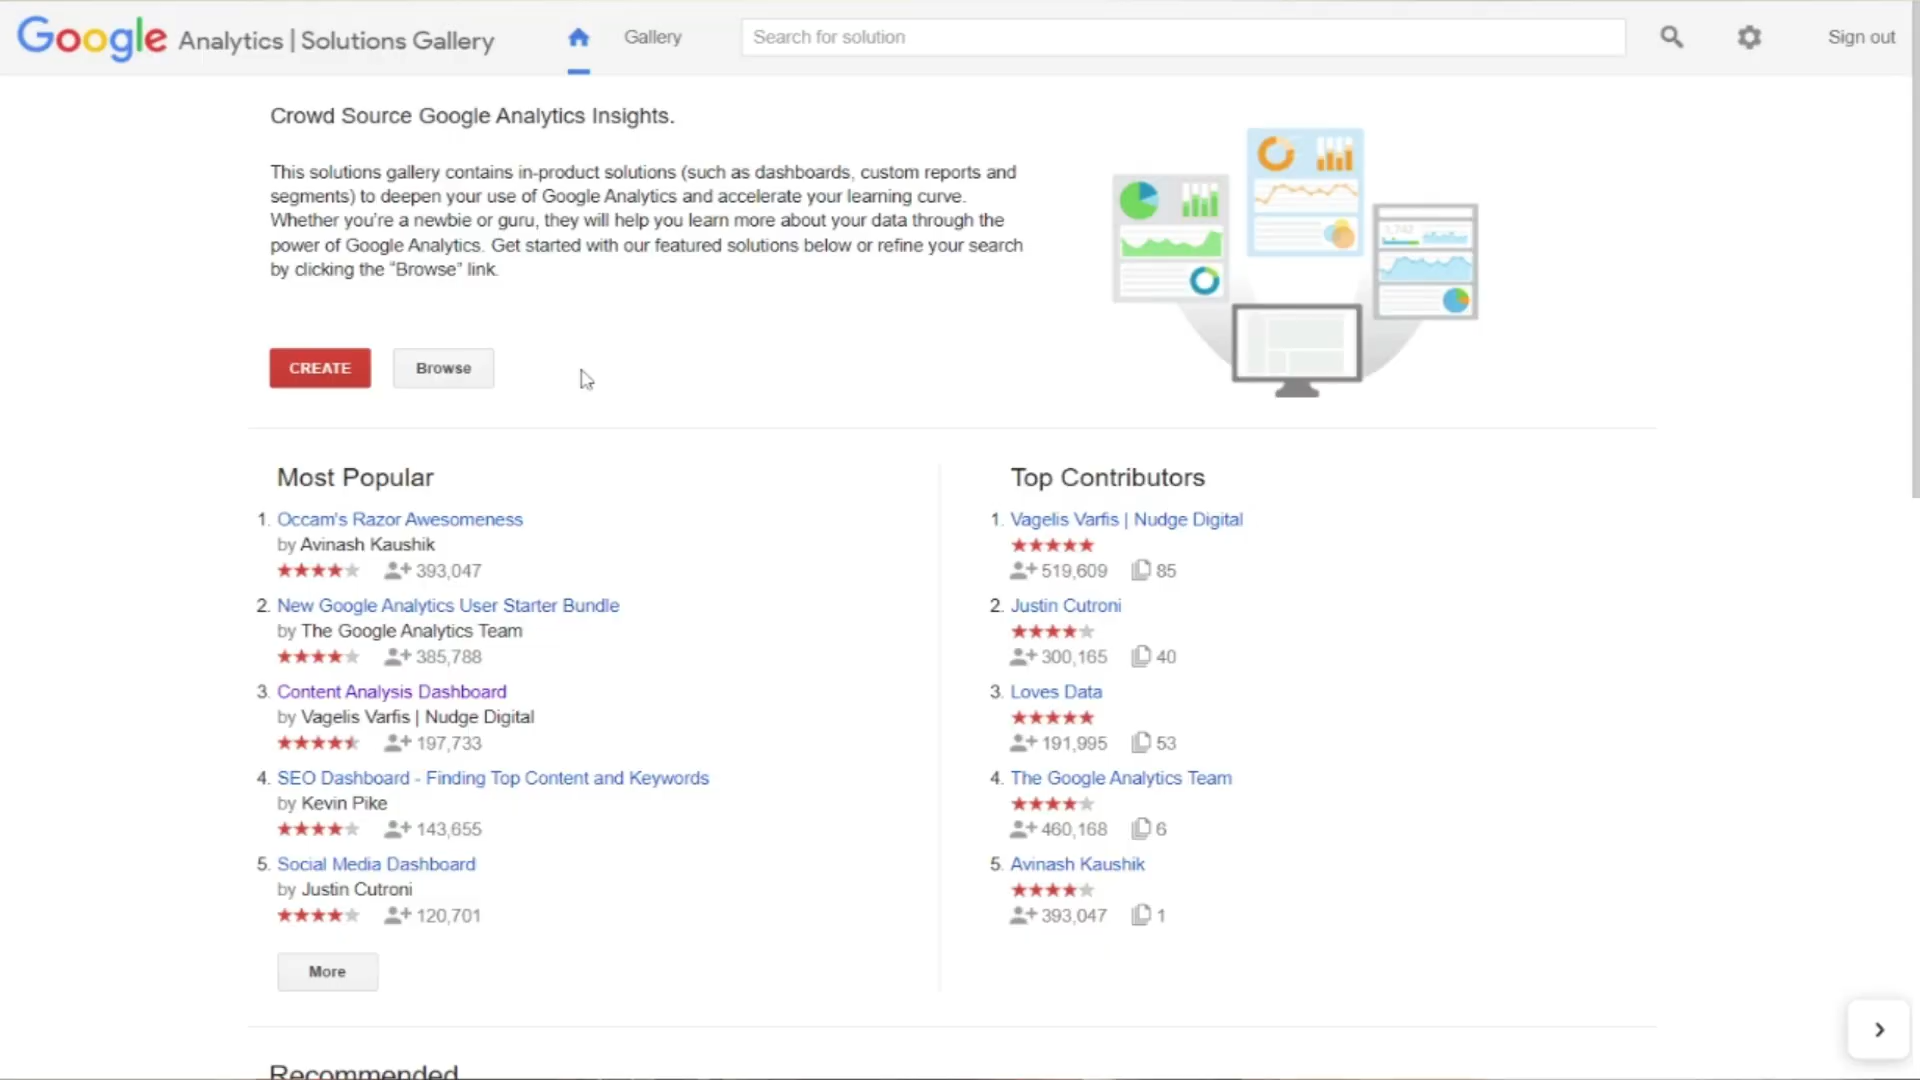 Google Analytics | Solutions Gallery
Gallery
Search for solution
Sign out
Crowd Source Google Analytics Insights.
This solutions gallery contains in-product solutions (such as dashboards, custom reports and
segments) to deepen your use of Google Analytics and accelerate your learning curve.
Whether you're a newbie or guru, they will help you learn more about your data through the
power of Google Analytics. Get started with our featured solutions below or refine your search
by clicking the "Browse" link.
1,742
CREATE
Browse
Most Popular
1. Occam's Razor Awesomeness
by Avinash Kaushik
393,047
2. New Google Analytics User Starter Bundle
by The Google Analytics Team
385,788
3. Content Analysis Dashboard
by Vagelis Varfis | Nudge Digital
197,733
4. SEO Dashboard - Finding Top Content and Keywords
by Kevin Pike
143,655
5. Social Media Dashboard
by Justin Cutroni
120,701
More
Top Contributors
1. Vagelis Varfis | Nudge Digital
519,609 85
2. Justin Cutroni
300,165 40
3. Loves Data
191,995 53
4. The Google Analytics Team
460,168 6
5. Avinash Kaushik
393,047 1
Recommended